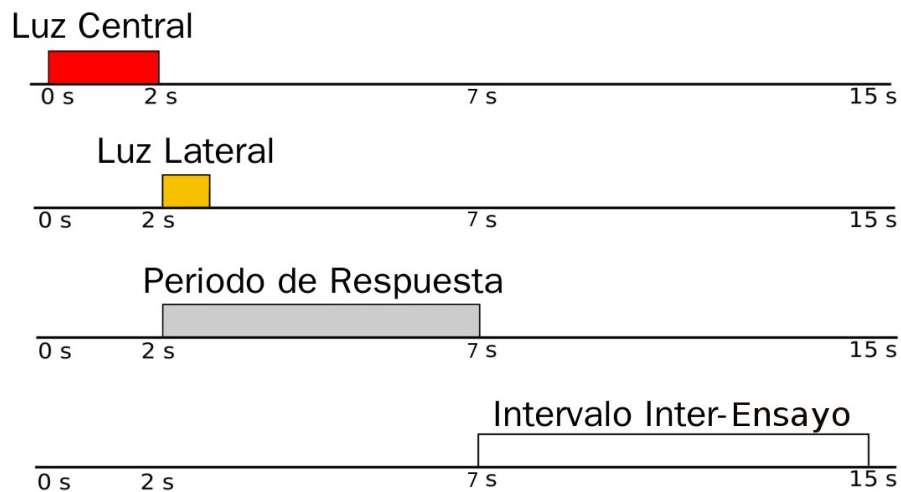 Luz Central
0 s 2 s 7 s 15 s
Luz Lateral
0 s 2 s 7 s 15 s
Periodo de Respuesta
0 s 2 s 7 s 15 s
Intervalo Inter-Ensayo
0 s 2 s 7 s 15 s